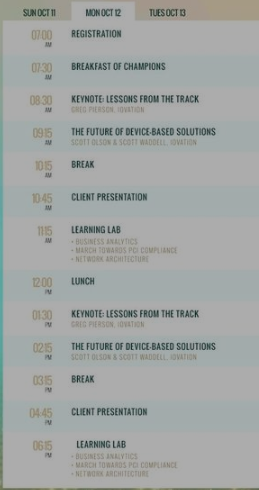 SUN OCT 11 MON OCT 12 TUES OCT 13
07:00 AM REGISTRATION
07:30 AM BREAKFAST OF CHAMPIONS
08:30 AM KEYNOTE: LESSONS FROM THE TRACK
GREG PIERSON, IOVATION
09:15 AM THE FUTURE OF DEVICE-BASED SOLUTIONS
SCOTT OLSON & SCOTT WADDELL, IOVATION
10:15 AM BREAK
10:45 AM CLIENT PRESENTATION
11:15 AM LEARNING LAB
• BUSINESS ANALYTICS
• MARCH TOWARDS PCI COMPLIANCE
• NETWORK ARCHITECTURE
12:00 PM LUNCH
01:30 PM KEYNOTE: LESSONS FROM THE TRACK
GREG PIERSON, IOVATION
02:15 PM THE FUTURE OF DEVICE-BASED SOLUTIONS
SCOTT OLSON & SCOTT WADDELL, IOVATION
03:15 PM BREAK
04:45 PM CLIENT PRESENTATION
06:15 PM LEARNING LAB
• BUSINESS ANALYTICS
• MARCH TOWARDS PCI COMPLIANCE
• NETWORK ARCHITECTURE